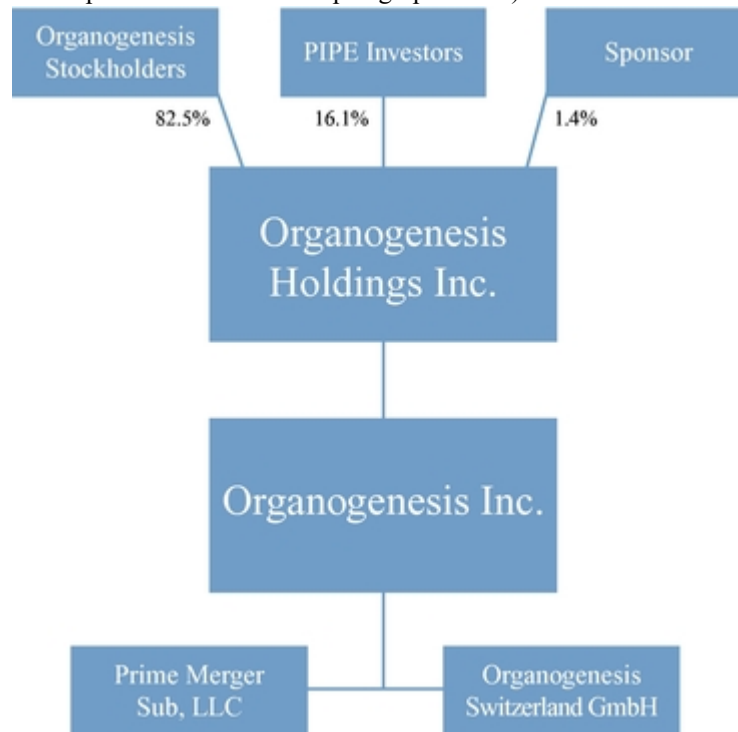 Organogenesis
Stockholders
PIPE Investors
Sponsor
82.5%
16.1%
1.4%
Organogenesis
Holdings Inc.
Organogenesis Inc.
Prime Merger
Sub, LLC
Organogenesis
Switzerland GmbH